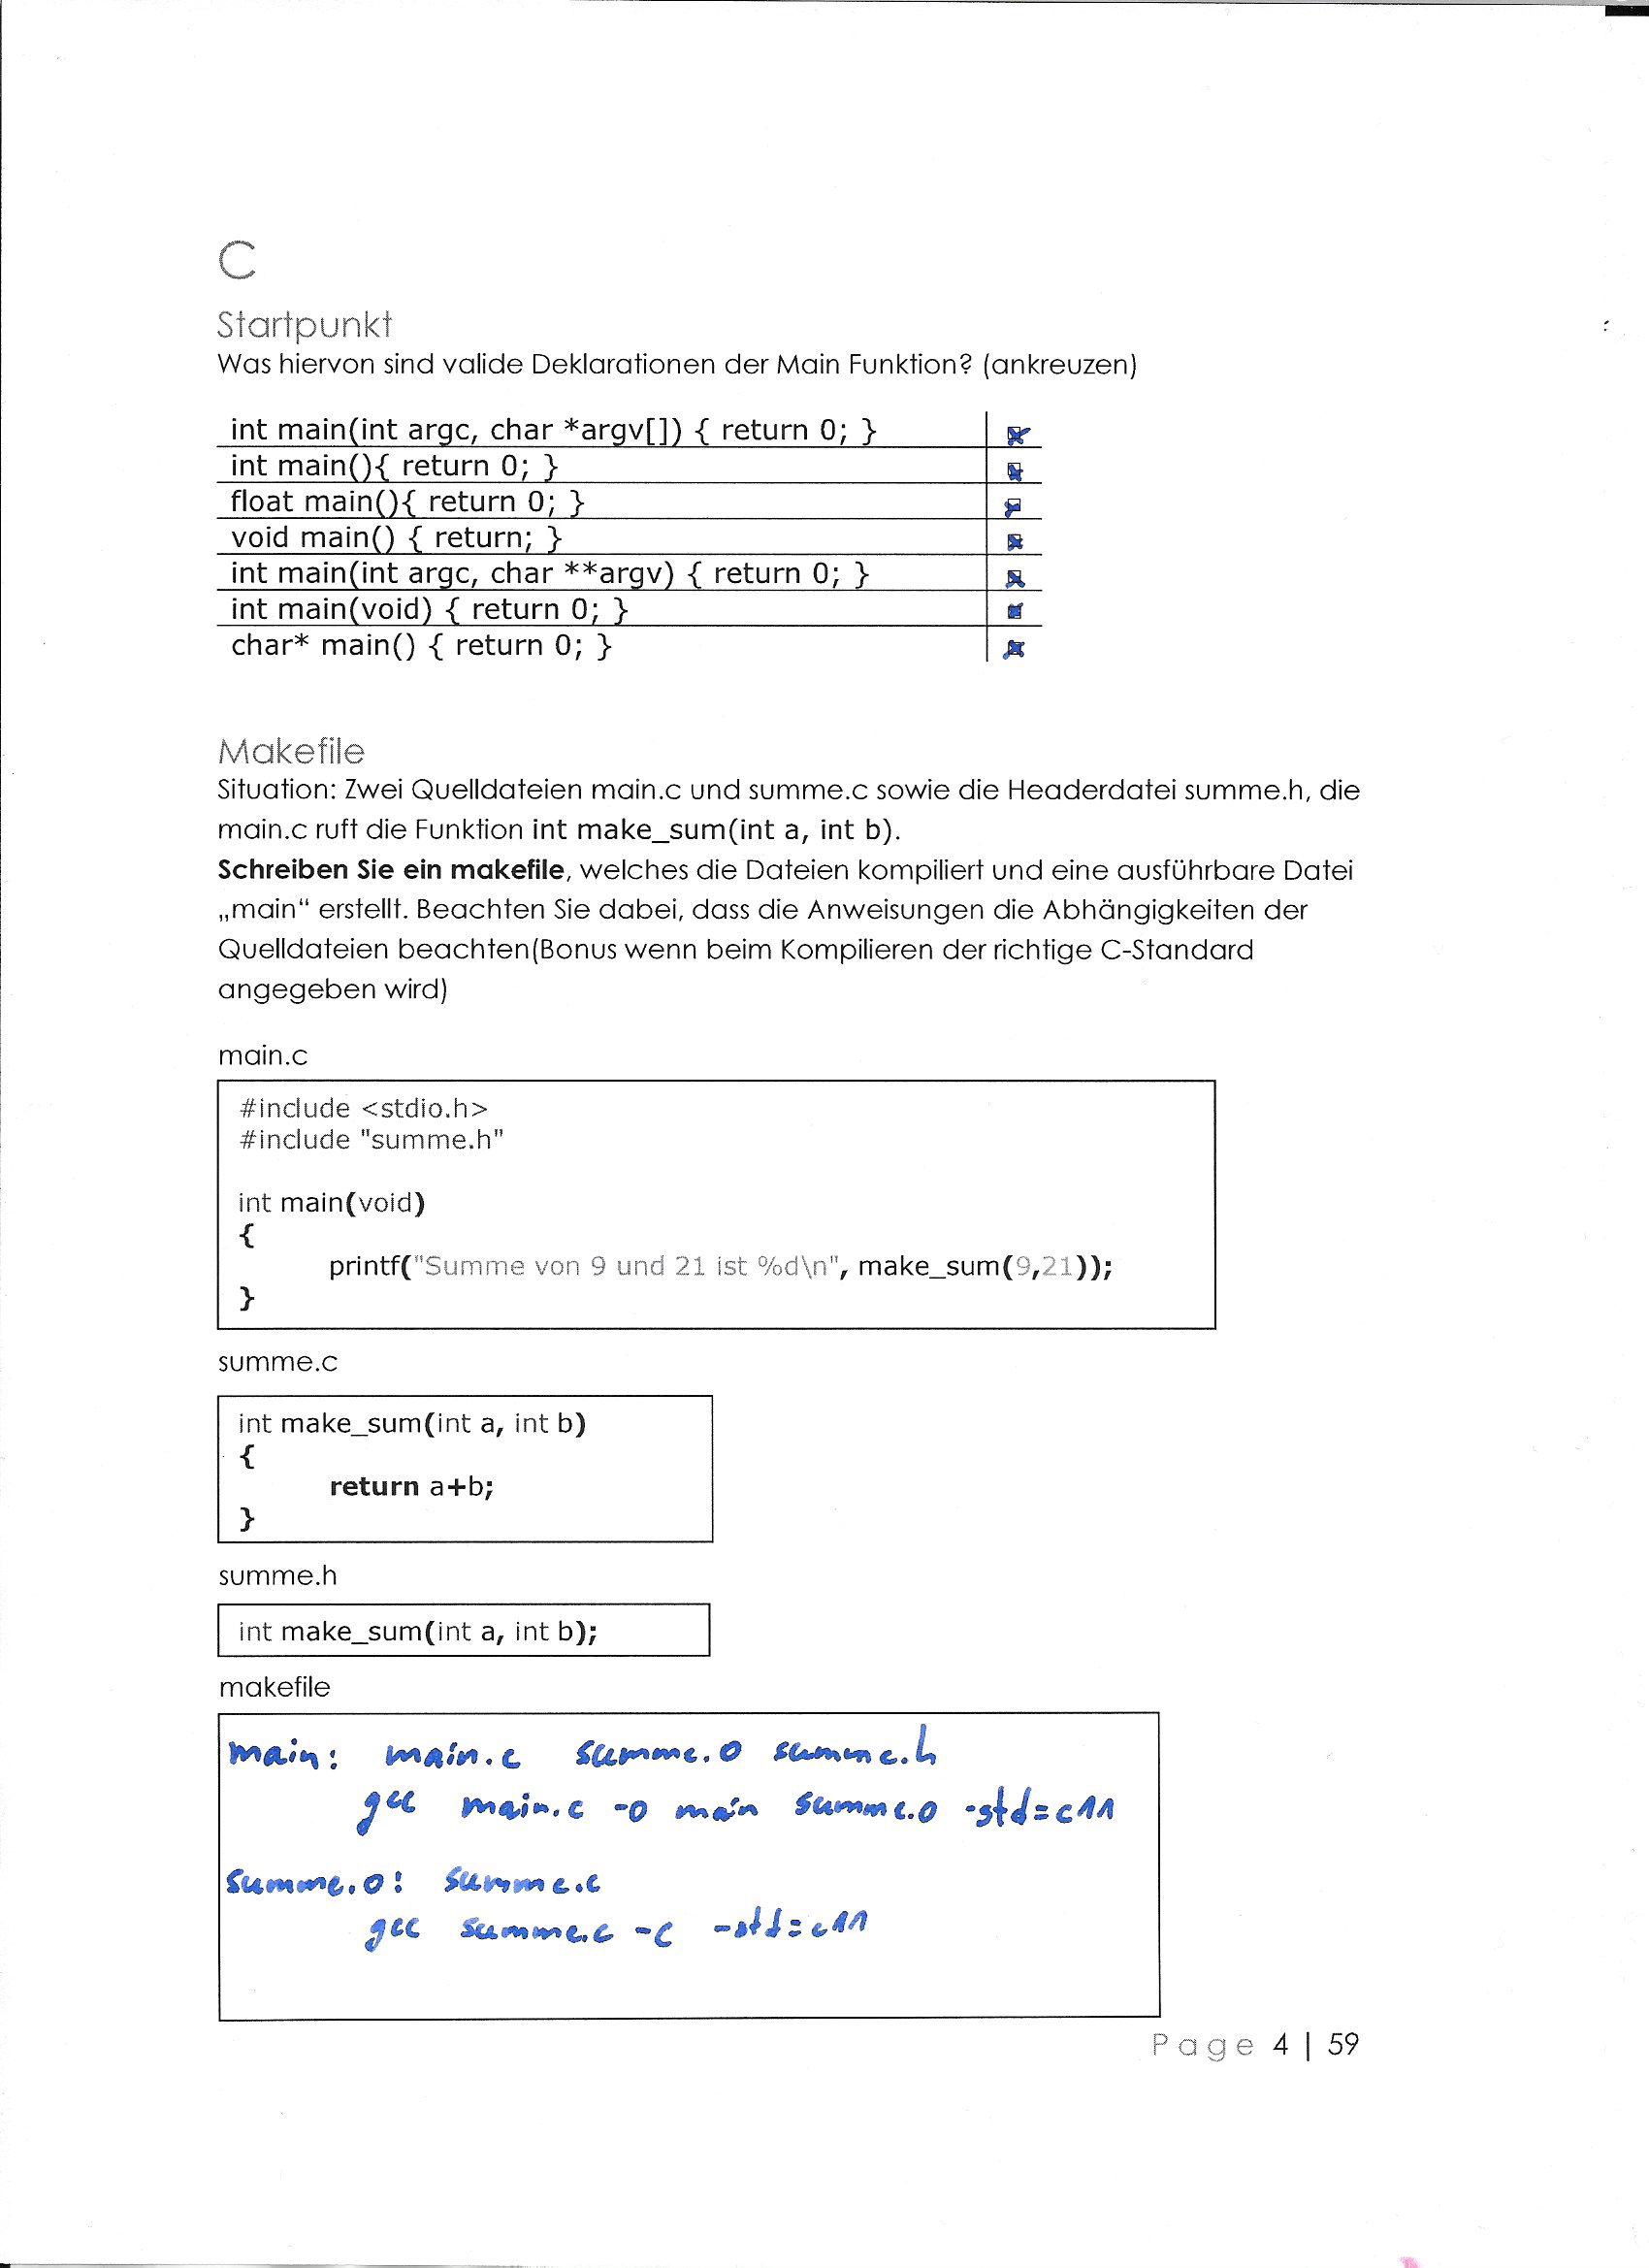 C
Startpunkt
Was hiervon sind valide Deklarationen der Main Funktion? (ankreuzen)
int main(int argc, char *argv[]) { return 0; }
int main(){ return 0; }
float main(){ return 0; }
void main() { return; }
int main(int argc, char **argv) { return 0; }
int main(void) { return 0; }
char* main() { return 0; }
Makefile
Situation: Zwei Quelldateien main.c und summe.c sowie die Headerdatei summe.h, die
main.c ruft die Funktion int make_sum(int a, int b).
Schreiben Sie ein makefile, welches die Dateien kompiliert und eine ausführbare Datei
„main“ erstellt. Beachten Sie dabei, dass die Anweisungen die Abhängigkeiten der
Quelldateien beachten(Bonus wenn beim Kompilieren der richtige C-Standard
angegeben wird)
main.c
#include <stdio.h>
#include "summe.h"
int main(void)
{
printf("Summe von 9 und 21 ist %d\n", make_sum(9,21));
}
summe.c
int make_sum(int a, int b)
{
return a+b;
}
summe.h
int make_sum(int a, int b);
makefile
main: main.c summe.o summe.h
gcc main.c -o main summe.o -std=c11
summe.o: summe.c
gcc summe.c -c -std=c11
Page 4 | 59